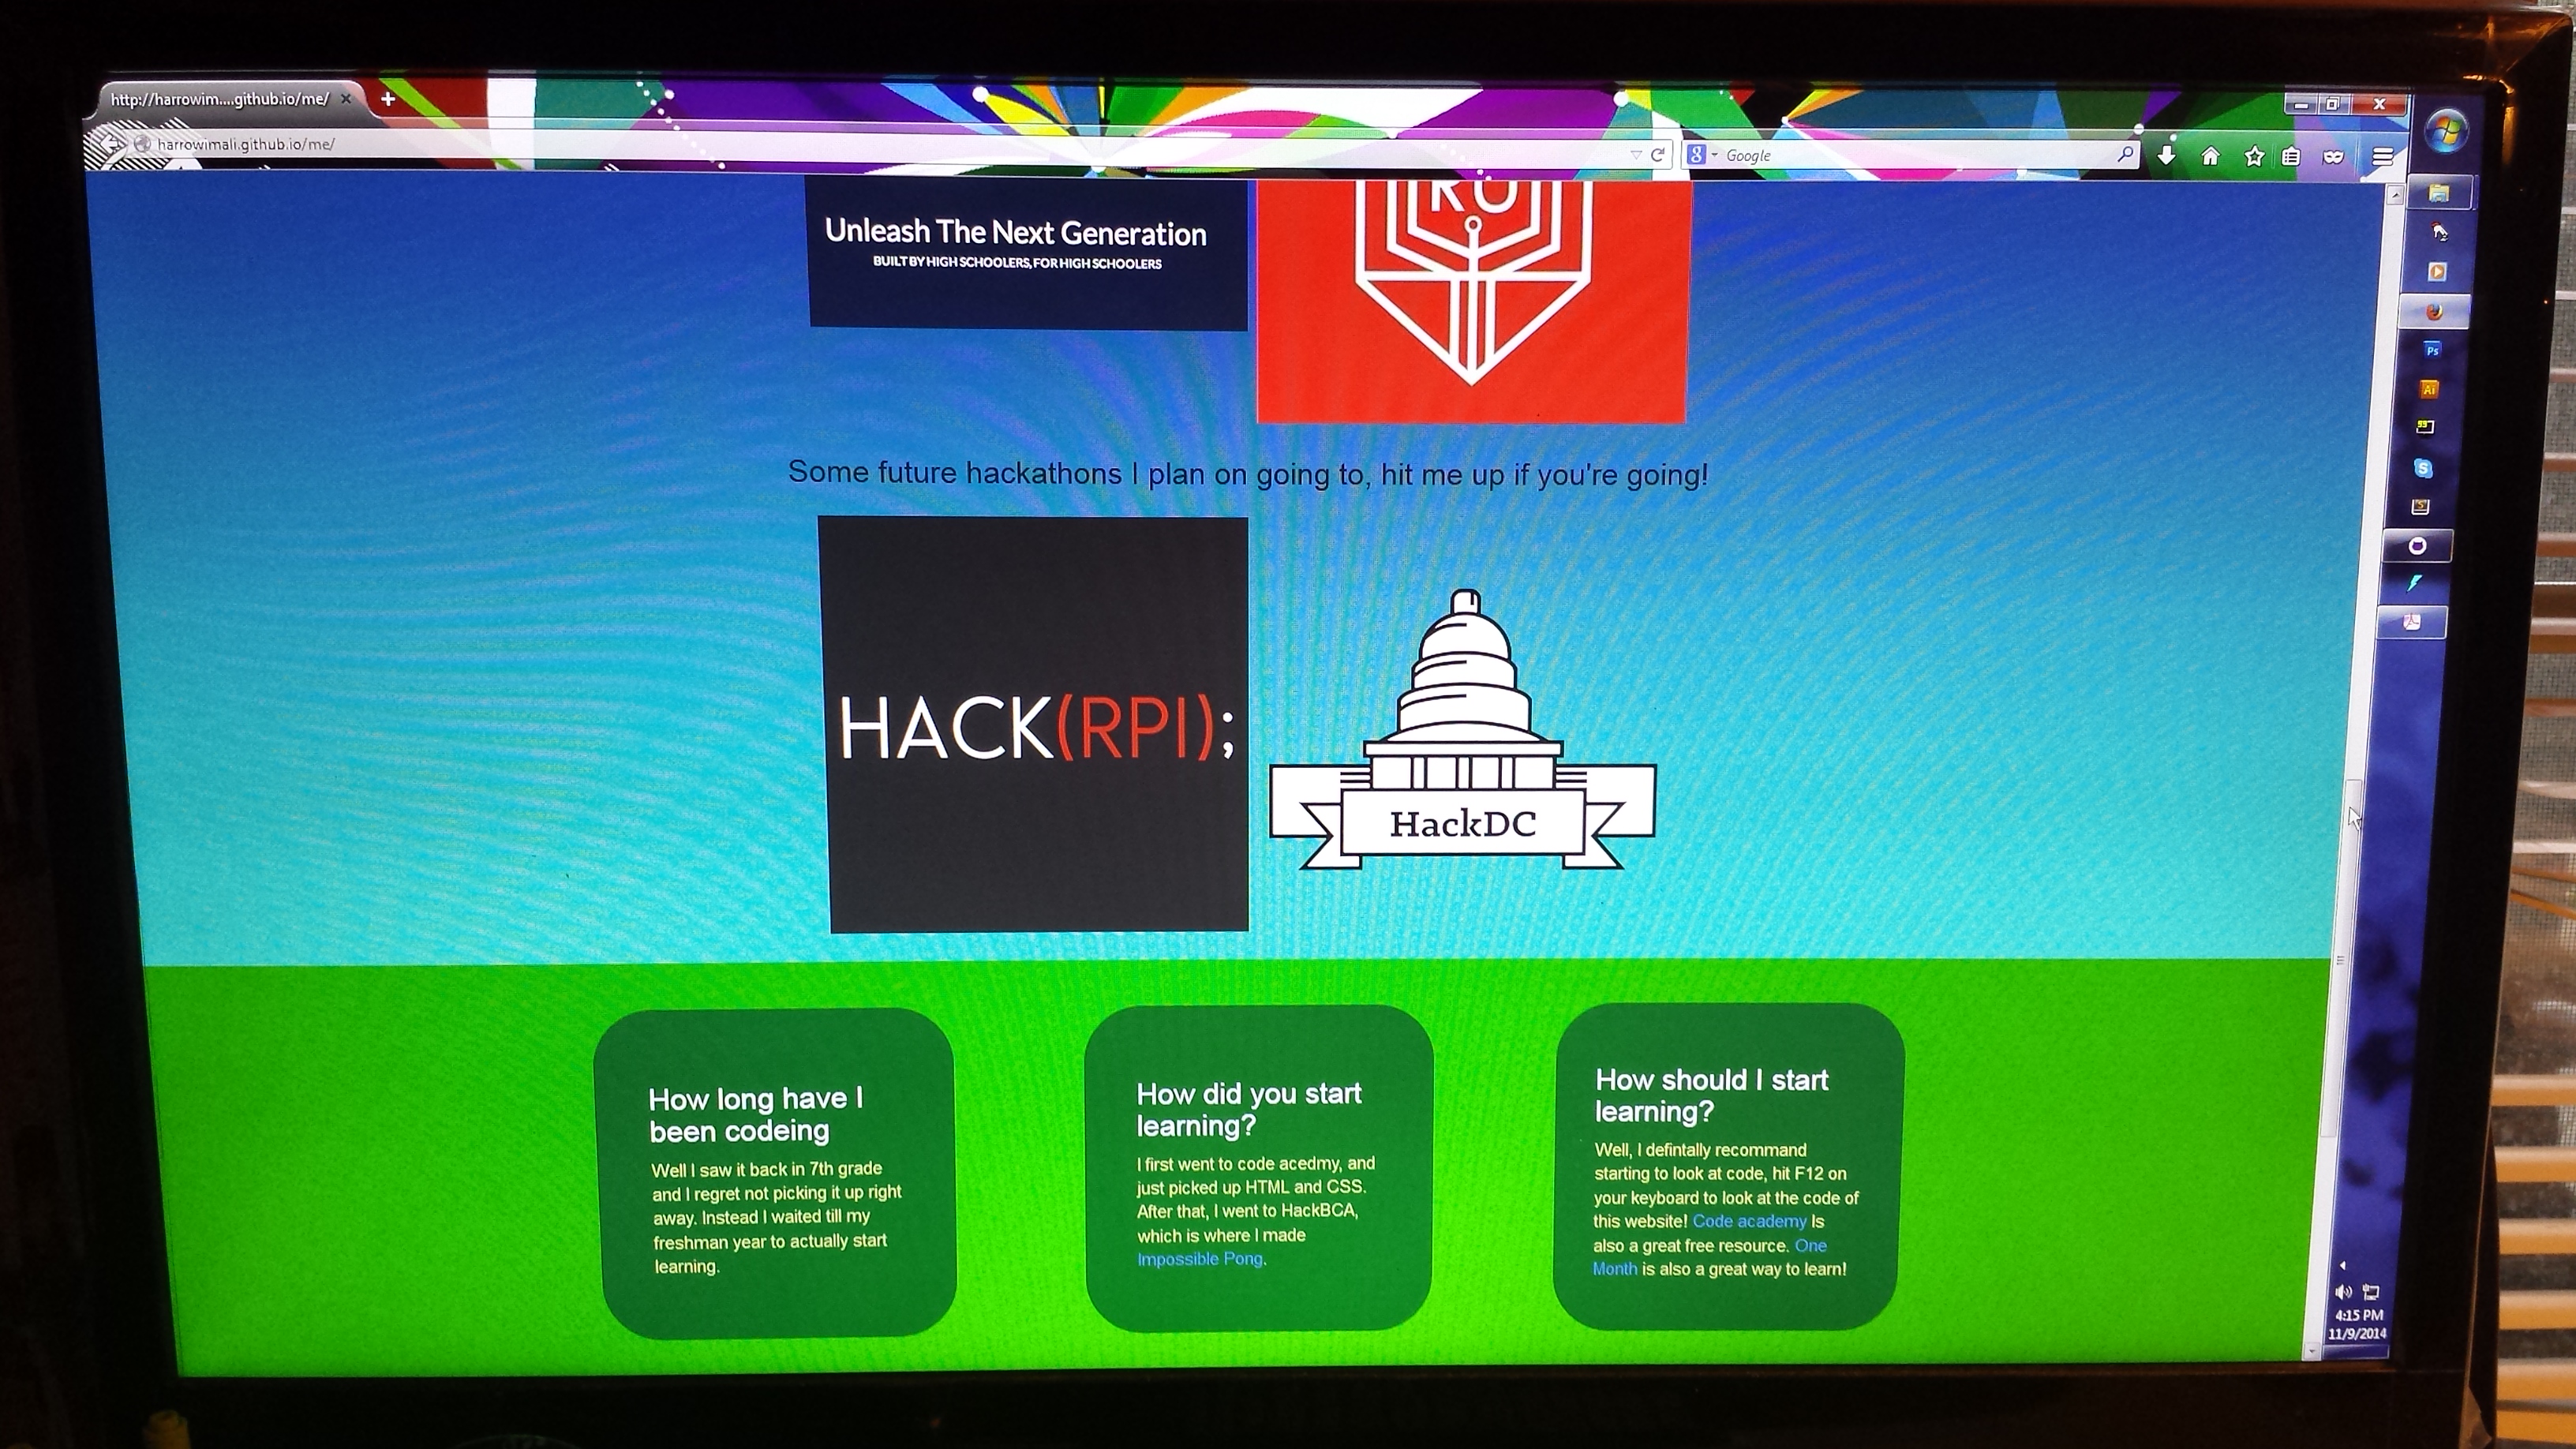 http://harrowim....github.io/me/
harrowimali.github.io/me/
Google
Unleash The Next Generation
BUILT BY HIGH SCHOOLERS, FOR HIGH SCHOOLERS
RU
Some future hackathons I plan on going to, hit me up if you're going!
HACK(RPI);
HackDC
How long have I
been codeing
Well I saw it back in 7th grade
and I regret not picking it up right
away. Instead I waited till my
freshman year to actually start
learning.
How did you start
learning?
I first went to code acedmy, and
just picked up HTML and CSS.
After that, I went to HackBCA,
which is where I made
Impossible Pong.
How should I start
learning?
Well, I defintally recommand
starting to look at code, hit F12 on
your keyboard to look at the code of
this website! Code academy Is
also a great free resource. One
Month is also a great way to learn!
Ps
Ai
4:15 PM
11/9/2014